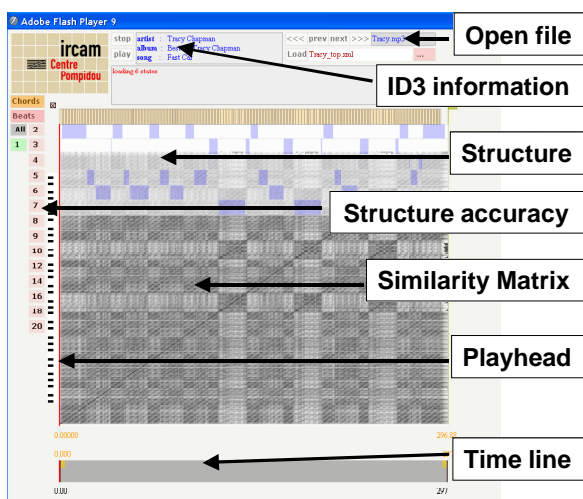 Adobe Flash Player 9
ircam
Centre
Pompidou
stop
play
artist : Tracy Chapman
album : Tracy Chapman
song : Fast Car
<<< prev next >>> Tracy.mp3
Load Tracy_top.xml ...
loading 6 states
Open file
ID3 information
Structure
Structure accuracy
Similarity Matrix
Playhead
Time line
Chords
Beats
All 2
1 3
4
5
6
7
8
9
10
12
14
16
18
20
0.00000 296.88
0.000
0.00 297